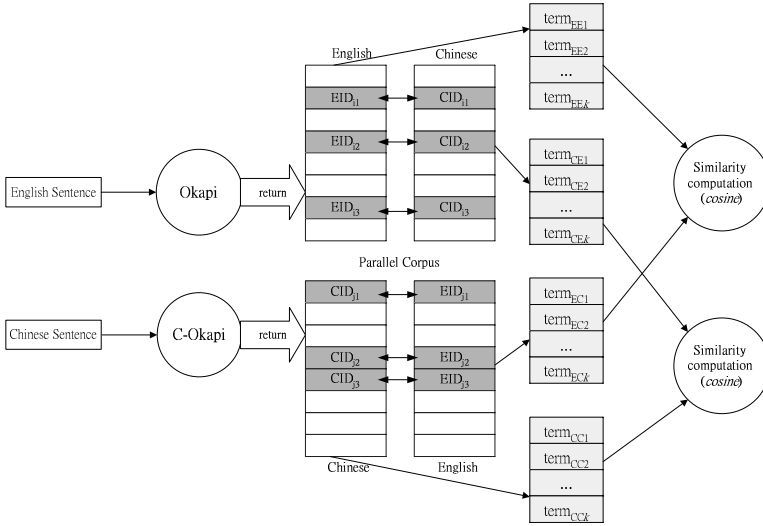 English Sentence
Okapi
return
English
Chinese
EID_i1
CID_i1
EID_i2
CID_i2
EID_i3
CID_i3
term_EE1
term_EE2
...
term_EEk
term_CE1
term_CE2
...
term_CEk
Similarity
computation
(cosine)
Parallel Corpus
Chinese Sentence
C-Okapi
return
CID_j1
EID_j1
CID_j2
EID_j2
CID_j3
EID_j3
Chinese
English
term_EC1
term_EC2
...
term_ECk
term_CC1
term_CC2
...
term_CCk
Similarity
computation
(cosine)